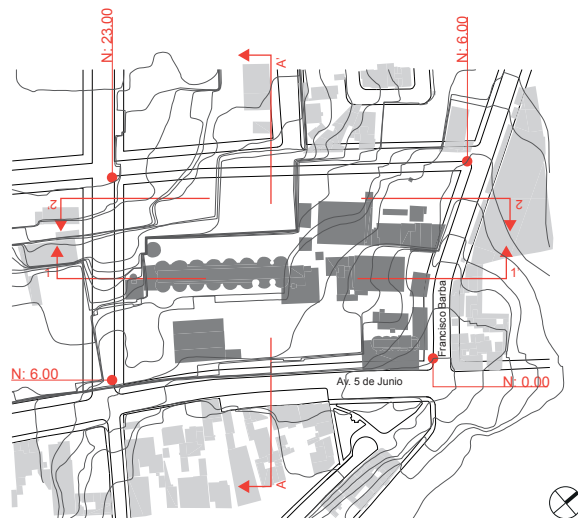 N: 23.00
A'
N: 6.00
2'
2
1
1'
Francisco Barba
N: 6.00
Av. 5 de Junio
N: 0.00
A